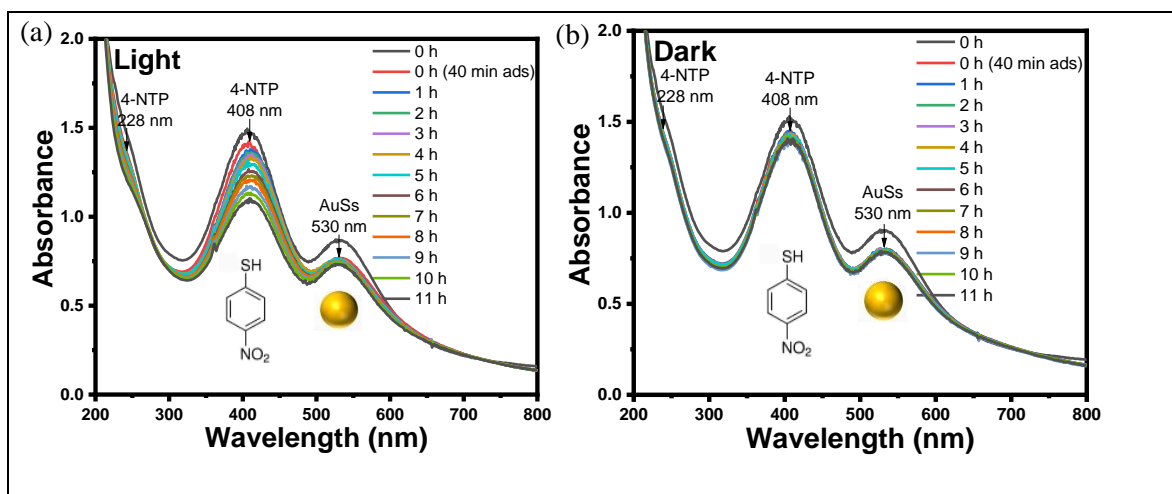 (a)
Light
2.0
1.5
1.0
0.5
0.0
Absorbance
4-NTP
228 nm
4-NTP
408 nm
AuSs
530 nm
SH
NO2
0 h
0 h (40 min ads)
1 h
2 h
3 h
4 h
5 h
6 h
7 h
8 h
9 h
10 h
11 h
200 300 400 500 600 700 800
Wavelength (nm)
(b)
Dark
2.0
1.5
1.0
0.5
0.0
Absorbance
4-NTP
228 nm
4-NTP
408 nm
AuSs
530 nm
SH
NO2
0 h
0 h (40 min ads)
1 h
2 h
3 h
4 h
5 h
6 h
7 h
8 h
9 h
10 h
11 h
200 300 400 500 600 700 800
Wavelength (nm)